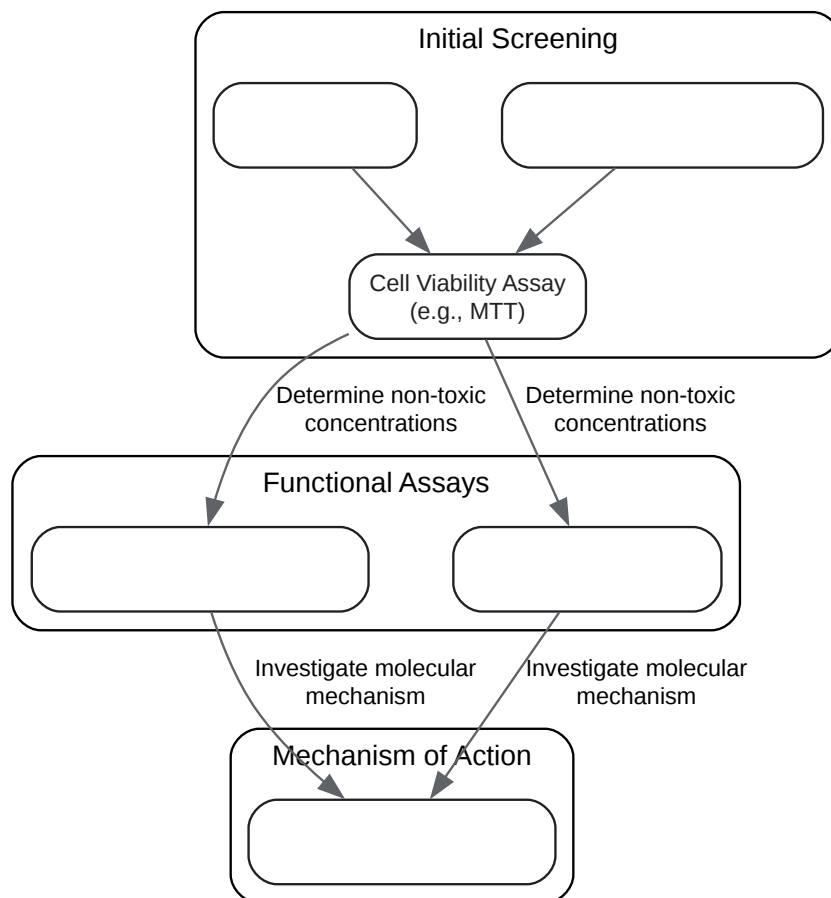 Initial Screening
Cell Viability Assay
(e.g., MTT)
Determine non-toxic
concentrations
Determine non-toxic
concentrations
Functional Assays
Investigate molecular
mechanism
Investigate molecular
mechanism
Mechanism of Action